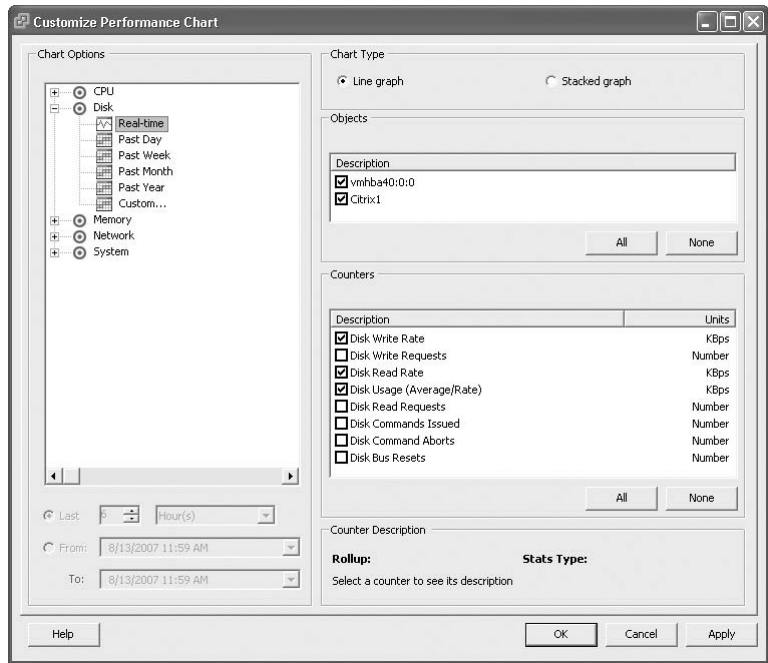 Customize Performance Chart
Chart Options
CPU
Disk
Real-time
Past Day
Past Week
Past Month
Past Year
Custom...
Memory
Network
System
Last 6 Hour(s)
From: 8/13/2007 11:59 AM
To: 8/13/2007 11:59 AM
Chart Type
Line graph Stacked graph
Objects
Description
vmhba40:0:0
Citrix1
All None
Counters
Description Units
Disk Write Rate KBps
Disk Write Requests Number
Disk Read Rate KBps
Disk Usage (Average/Rate) KBps
Disk Read Requests Number
Disk Commands Issued Number
Disk Command Aborts Number
Disk Bus Resets Number
All None
Counter Description
Rollup: Stats Type:
Select a counter to see its description
Help OK Cancel Apply